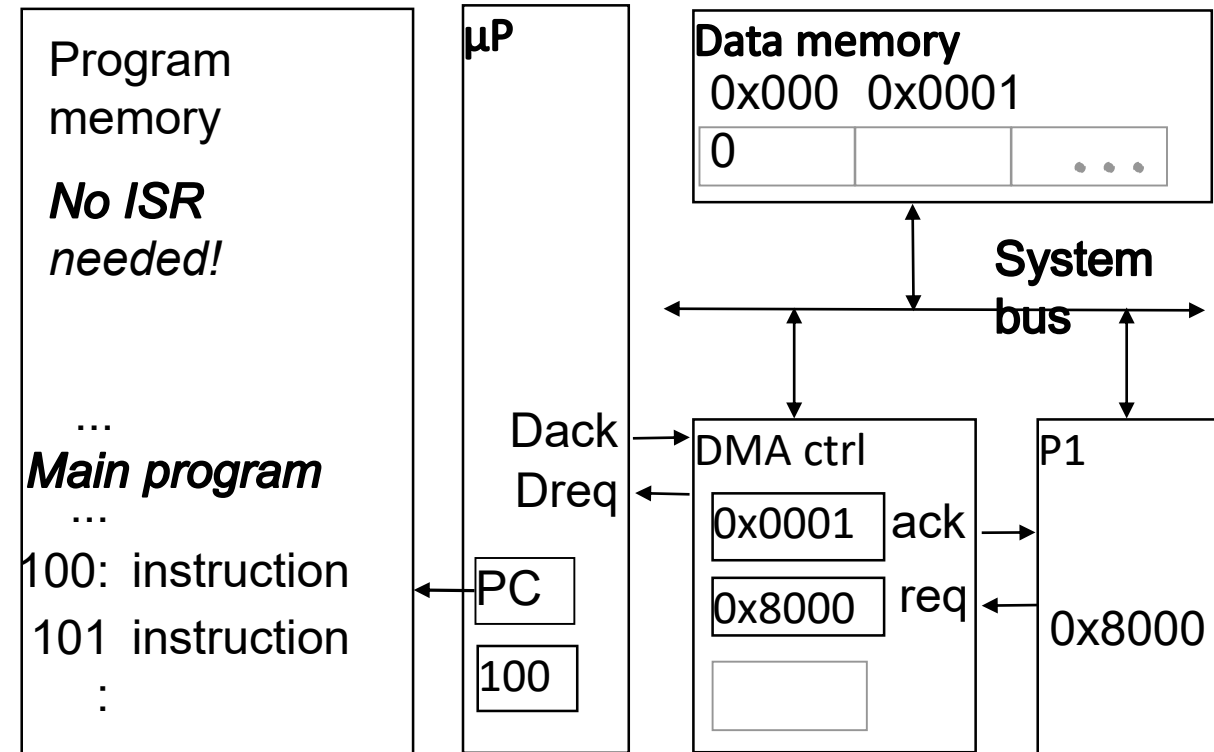 Program
memory
No ISR
needed!
...
Main program
...
100: instruction
101 instruction
:
µP
Dack
Dreq
PC
100
Data memory
0x000 0x0001
0
...
System
bus
DMA ctrl
0x0001
ack
0x8000
req
P1
0x8000